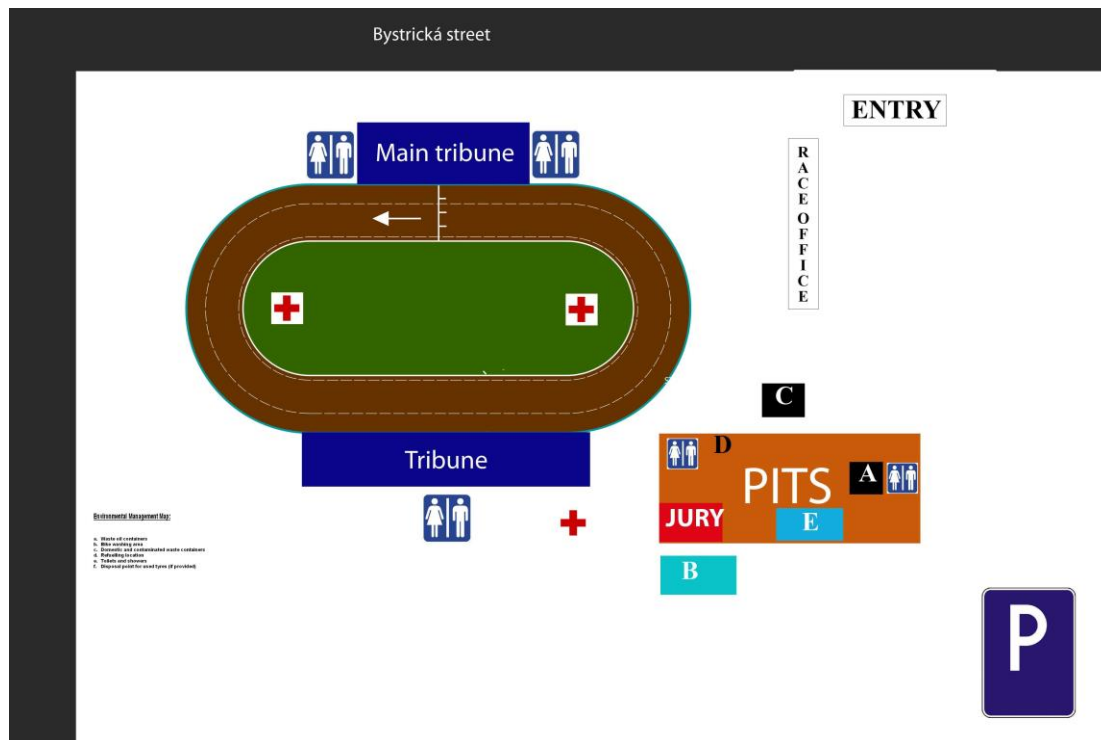 Bystrická street
ENTRY
RACE OFFICE
Main tribune
C
Tribune
D
PITS
A
JURY
E
B
Environmental Management Map:
a. Waste oil containers
b. Bike washing area
c. Domestic and contaminated waste containers
d. Refuelling location
e. Toilets and showers
f. Disposal point for used tyres (if provided)
P